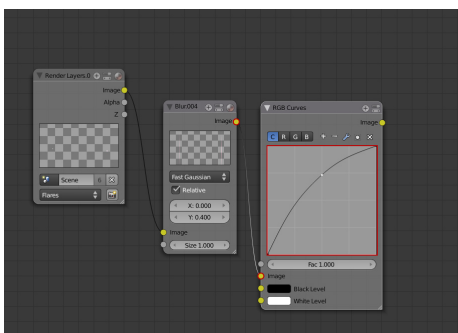 Render Layers.0
Image
Alpha
Z
Scene 6
Flares
Blur.004
Image
Fast Gaussian
Relative
X: 0.000
Y: 0.400
Image
Size 1.000
RGB Curves
Image
C R G B
Fac 1.000
Image
Black Level
White Level